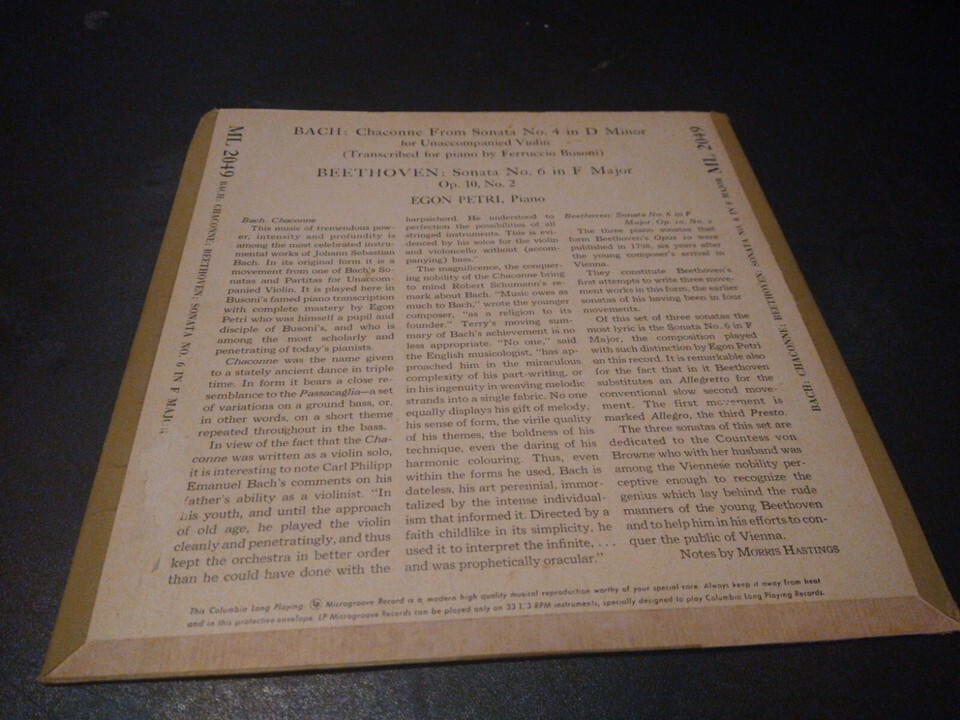 BACH: Chaconne From Sonata No. 4 in D Minor
for Unaccompanied Violin
(Transcribed for piano by Ferruccio Busoni)
BEETHOVEN: Sonata No. 6 in F Major
Op. 10, No. 2
EGON PETRI, Piano
ML 2049 BACH: CHACONNE; BEETHOVEN: SONATA NO. 6 IN F MAJOR
Bach: Chaconne
This music of tremendous pow-
er, intensity and profundity is
among the most celebrated instru-
mental works of Johann Sebastian
Bach. In its original form it is a
movement from one of Bach's So-
natas and Partitas for Unaccom-
panied Violin. It is played here in
Busoni's famed piano transcription
with complete mastery by Egon
Petri who was himself a pupil and
disciple of Busoni's, and who is
among the most scholarly and
penetrating of today's pianists.
Chaconne was the name given
to a stately ancient dance in triple
time. In form it bears a close re-
semblance to the Passacaglia—a set
of variations on a ground bass, or,
in other words, on a short theme
repeated throughout in the bass.
In view of the fact that the Cha-
conne was written as a violin solo,
it is interesting to note Carl Philipp
Emanuel Bach's comments on his
father's ability as a violinist. "In
his youth, and until the approach
of old age, he played the violin
cleanly and penetratingly, and thus
kept the orchestra in better order
than he could have done with the
harpsichord. He understood to
perfection the possibilities of all
stringed instruments. This is evi-
denced by his solos for the violin
and violoncello without (accom-
panying) bass."
The magnificence, the conquer-
ing nobility of the Chaconne bring
to mind Robert Schumann's re-
mark about Bach. "Music owes as
much to Bach," wrote the younger
composer, "as a religion to its
founder." Terry's moving sum-
mary of Bach's achievement is no
less appropriate. "No one," said
the English musicologist, "has ap-
proached him in the miraculous
complexity of his part-writing, or
in his ingenuity in weaving melodic
strands into a single fabric. No one
equally displays his gift of melody,
his sense of form, the virile quality
of his themes, the boldness of his
technique, even the daring of his
harmonic colouring. Thus, even
within the forms he used, Bach is
dateless, his art perennial, immor-
talized by the intense individual-
ism that informed it. Directed by a
faith childlike in its simplicity, he
used it to interpret the infinite, . . .
and was prophetically oracular."
Beethoven: Sonata No. 6 in F
Major, Op. 10, No. 2
The three piano sonatas that
form Beethoven's Opus 10 were
published in 1798, six years after
the young composer's arrival in
Vienna.
They constitute Beethoven's
first attempts to write three move-
ment works in this form, the earlier
sonatas of his having been in four
movements.
Of this set of three sonatas the
most lyric is the Sonata No. 6 in F
Major, the composition played
with such distinction by Egon Petri
on this record. It is remarkable also
for the fact that in it Beethoven
substitutes an Allegretto for the
conventional slow second move-
ment. The first movement is
marked Allegro, the third Presto.
The three sonatas of this set are
dedicated to the Countess von
Browne who with her husband was
among the Viennese nobility per-
ceptive enough to recognize the
genius which lay behind the rude
manners of the young Beethoven
and to help him in his efforts to con-
quer the public of Vienna.
Notes by MORRIS HASTINGS
BACH: CHACONNE; BEETHOVEN: SONATA NO. 6 IN F MAJOR ML 2049
This Columbia Long Playing LP Microgroove Record is a modern high quality musical reproduction worthy of your special care. Always keep it away from heat
and in this protective envelope. LP Microgroove Records can be played only on 33 1/3 RPM instruments, specially designed to play Columbia Long Playing Records.